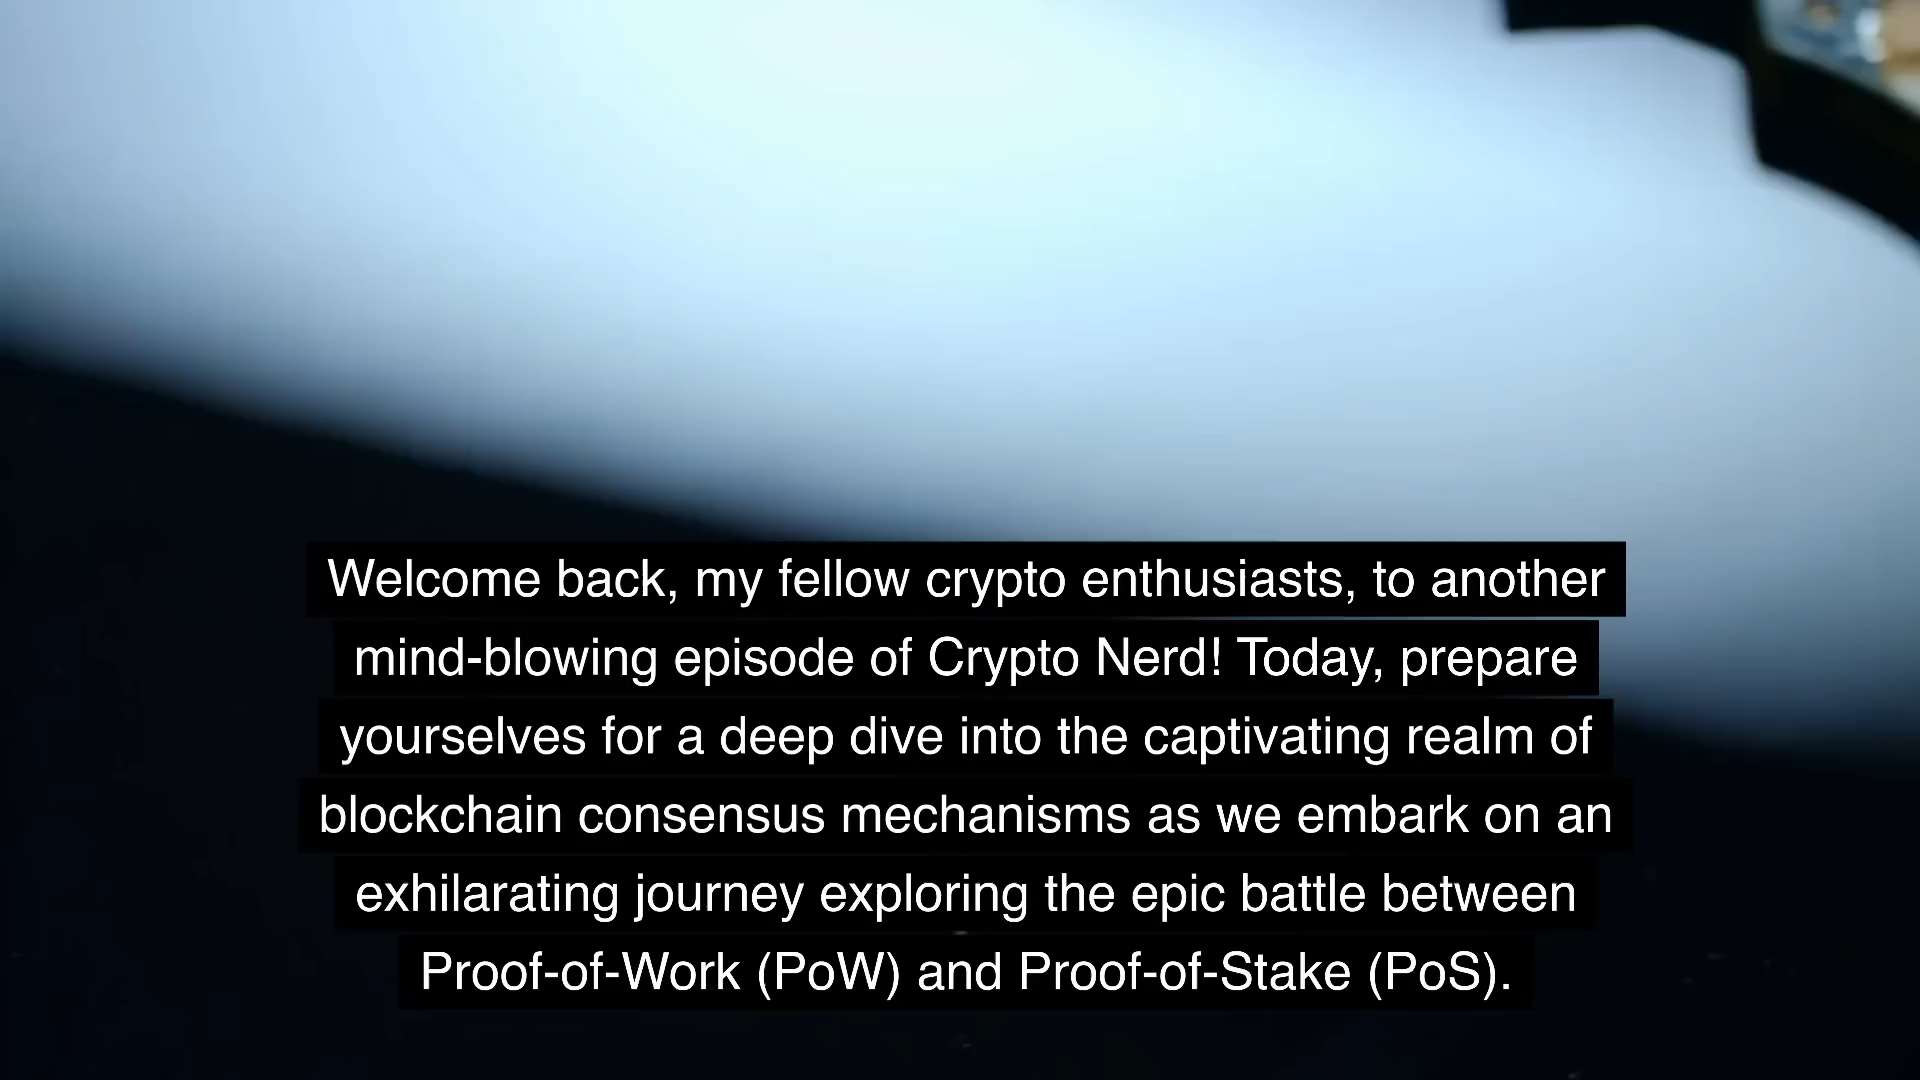 Welcome back, my fellow crypto enthusiasts, to another
mind-blowing episode of Crypto Nerd! Today, prepare
yourselves for a deep dive into the captivating realm of
blockchain consensus mechanisms as we embark on an
exhilarating journey exploring the epic battle between
Proof-of-Work (PoW) and Proof-of-Stake (PoS).